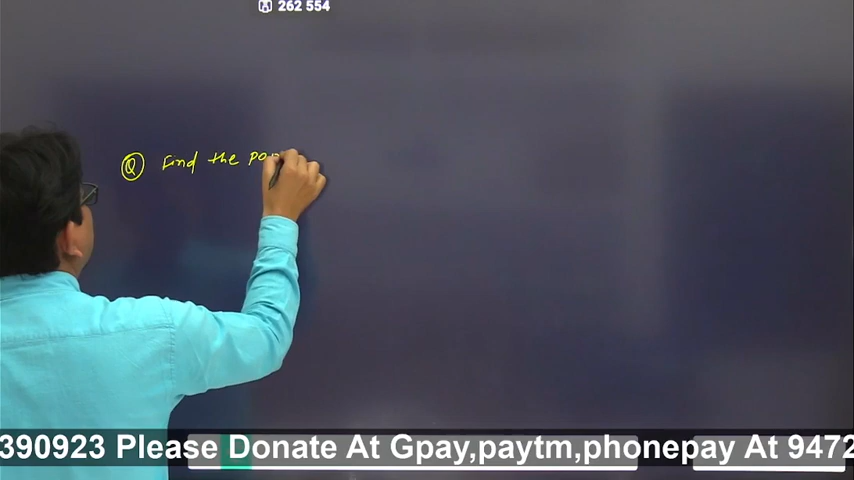 262 554
Q Find the
390923 Please Donate At Gpay,paytm,phonepay At 9472